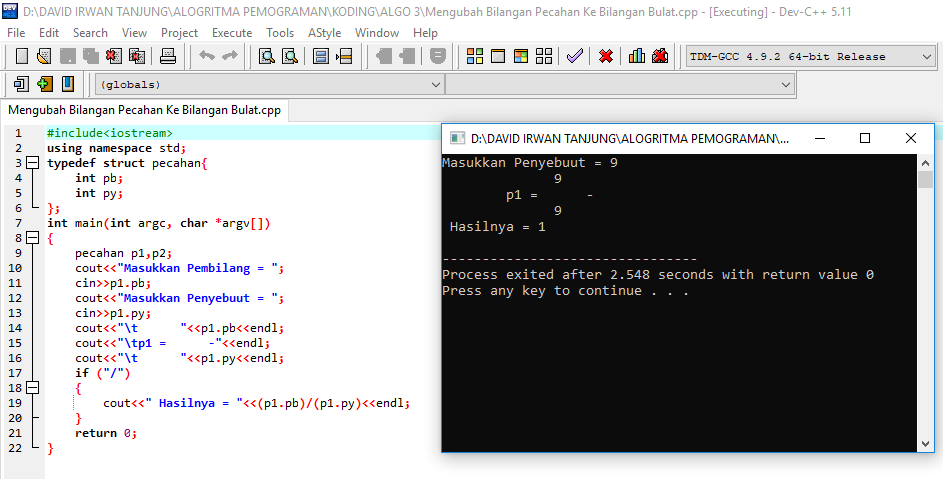 D:\DAVID IRWAN TANJUNG\ALOGRITMA PEMOGRAMAN\KODING\ALGO 3\Mengubah Bilangan Pecahan Ke Bilangan Bulat.cpp - [Executing] - Dev-C++ 5.11
File Edit Search View Project Execute Tools AStyle Window Help
TDM-GCC 4.9.2 64-bit Release
(globals)
Mengubah Bilangan Pecahan Ke Bilangan Bulat.cpp
1 #include<iostream>
2 using namespace std;
3 typedef struct pecahan{
4 int pb;
5 int py;
6 };
7 int main(int argc, char *argv[])
8 {
9 pecahan p1,p2;
10 cout<<"Masukkan Pembilang = ";
11 cin>>p1.pb;
12 cout<<"Masukkan Penyebuut = ";
13 cin>>p1.py;
14 cout<<"\t      "<<p1.pb<<endl;
15 cout<<"\tp1 =      -"<<endl;
16 cout<<"\t      "<<p1.py<<endl;
17 if ("/")
18 {
19 cout<<" Hasilnya = "<<(p1.pb)/(p1.py)<<endl;
20 }
21 return 0;
22 }
D:\DAVID IRWAN TANJUNG\ALOGRITMA PEMOGRAMAN\...
Masukkan Penyebuut = 9
9
p1 =      -
9
Hasilnya = 1
--------------------------------
Process exited after 2.548 seconds with return value 0
Press any key to continue . . .